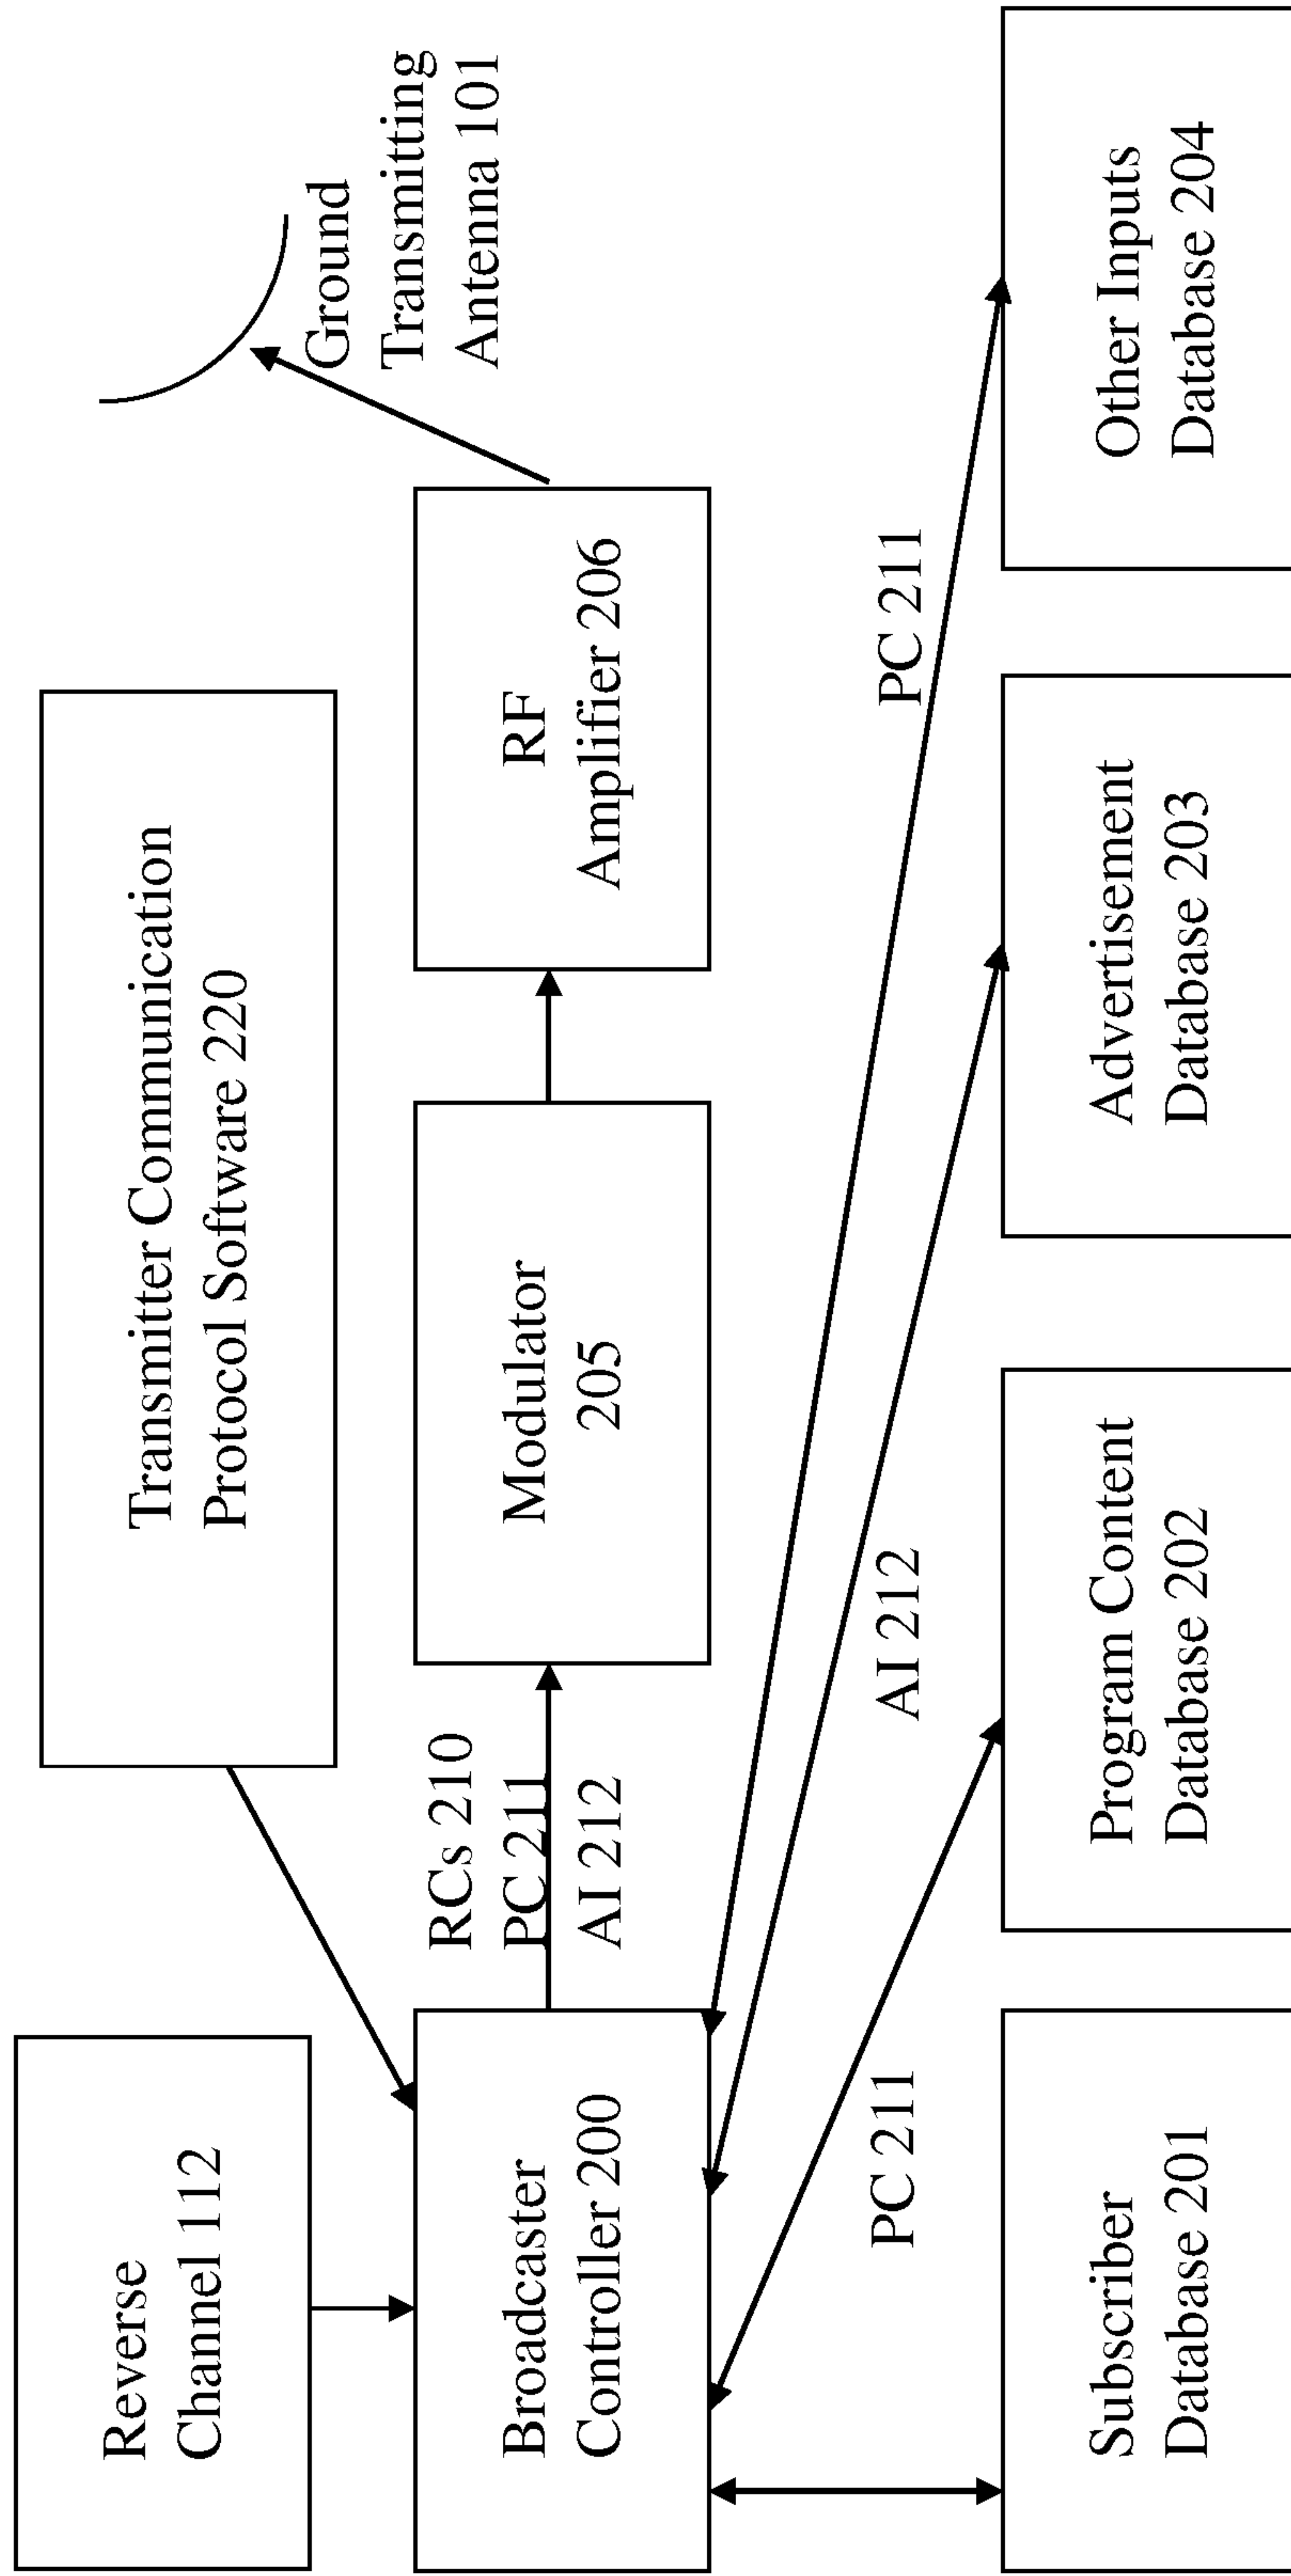 Reverse
Channel 112
Transmitter Communication
Protocol Software 220
Ground
Transmitting
Antenna 101
Broadcaster
Controller 200
RCs 210
PC 211
AI 212
Modulator
205
RF
Amplifier 206
PC 211
AI 212
PC 211
Subscriber
Database 201
Program Content
Database 202
Advertisement
Database 203
Other Inputs
Database 204